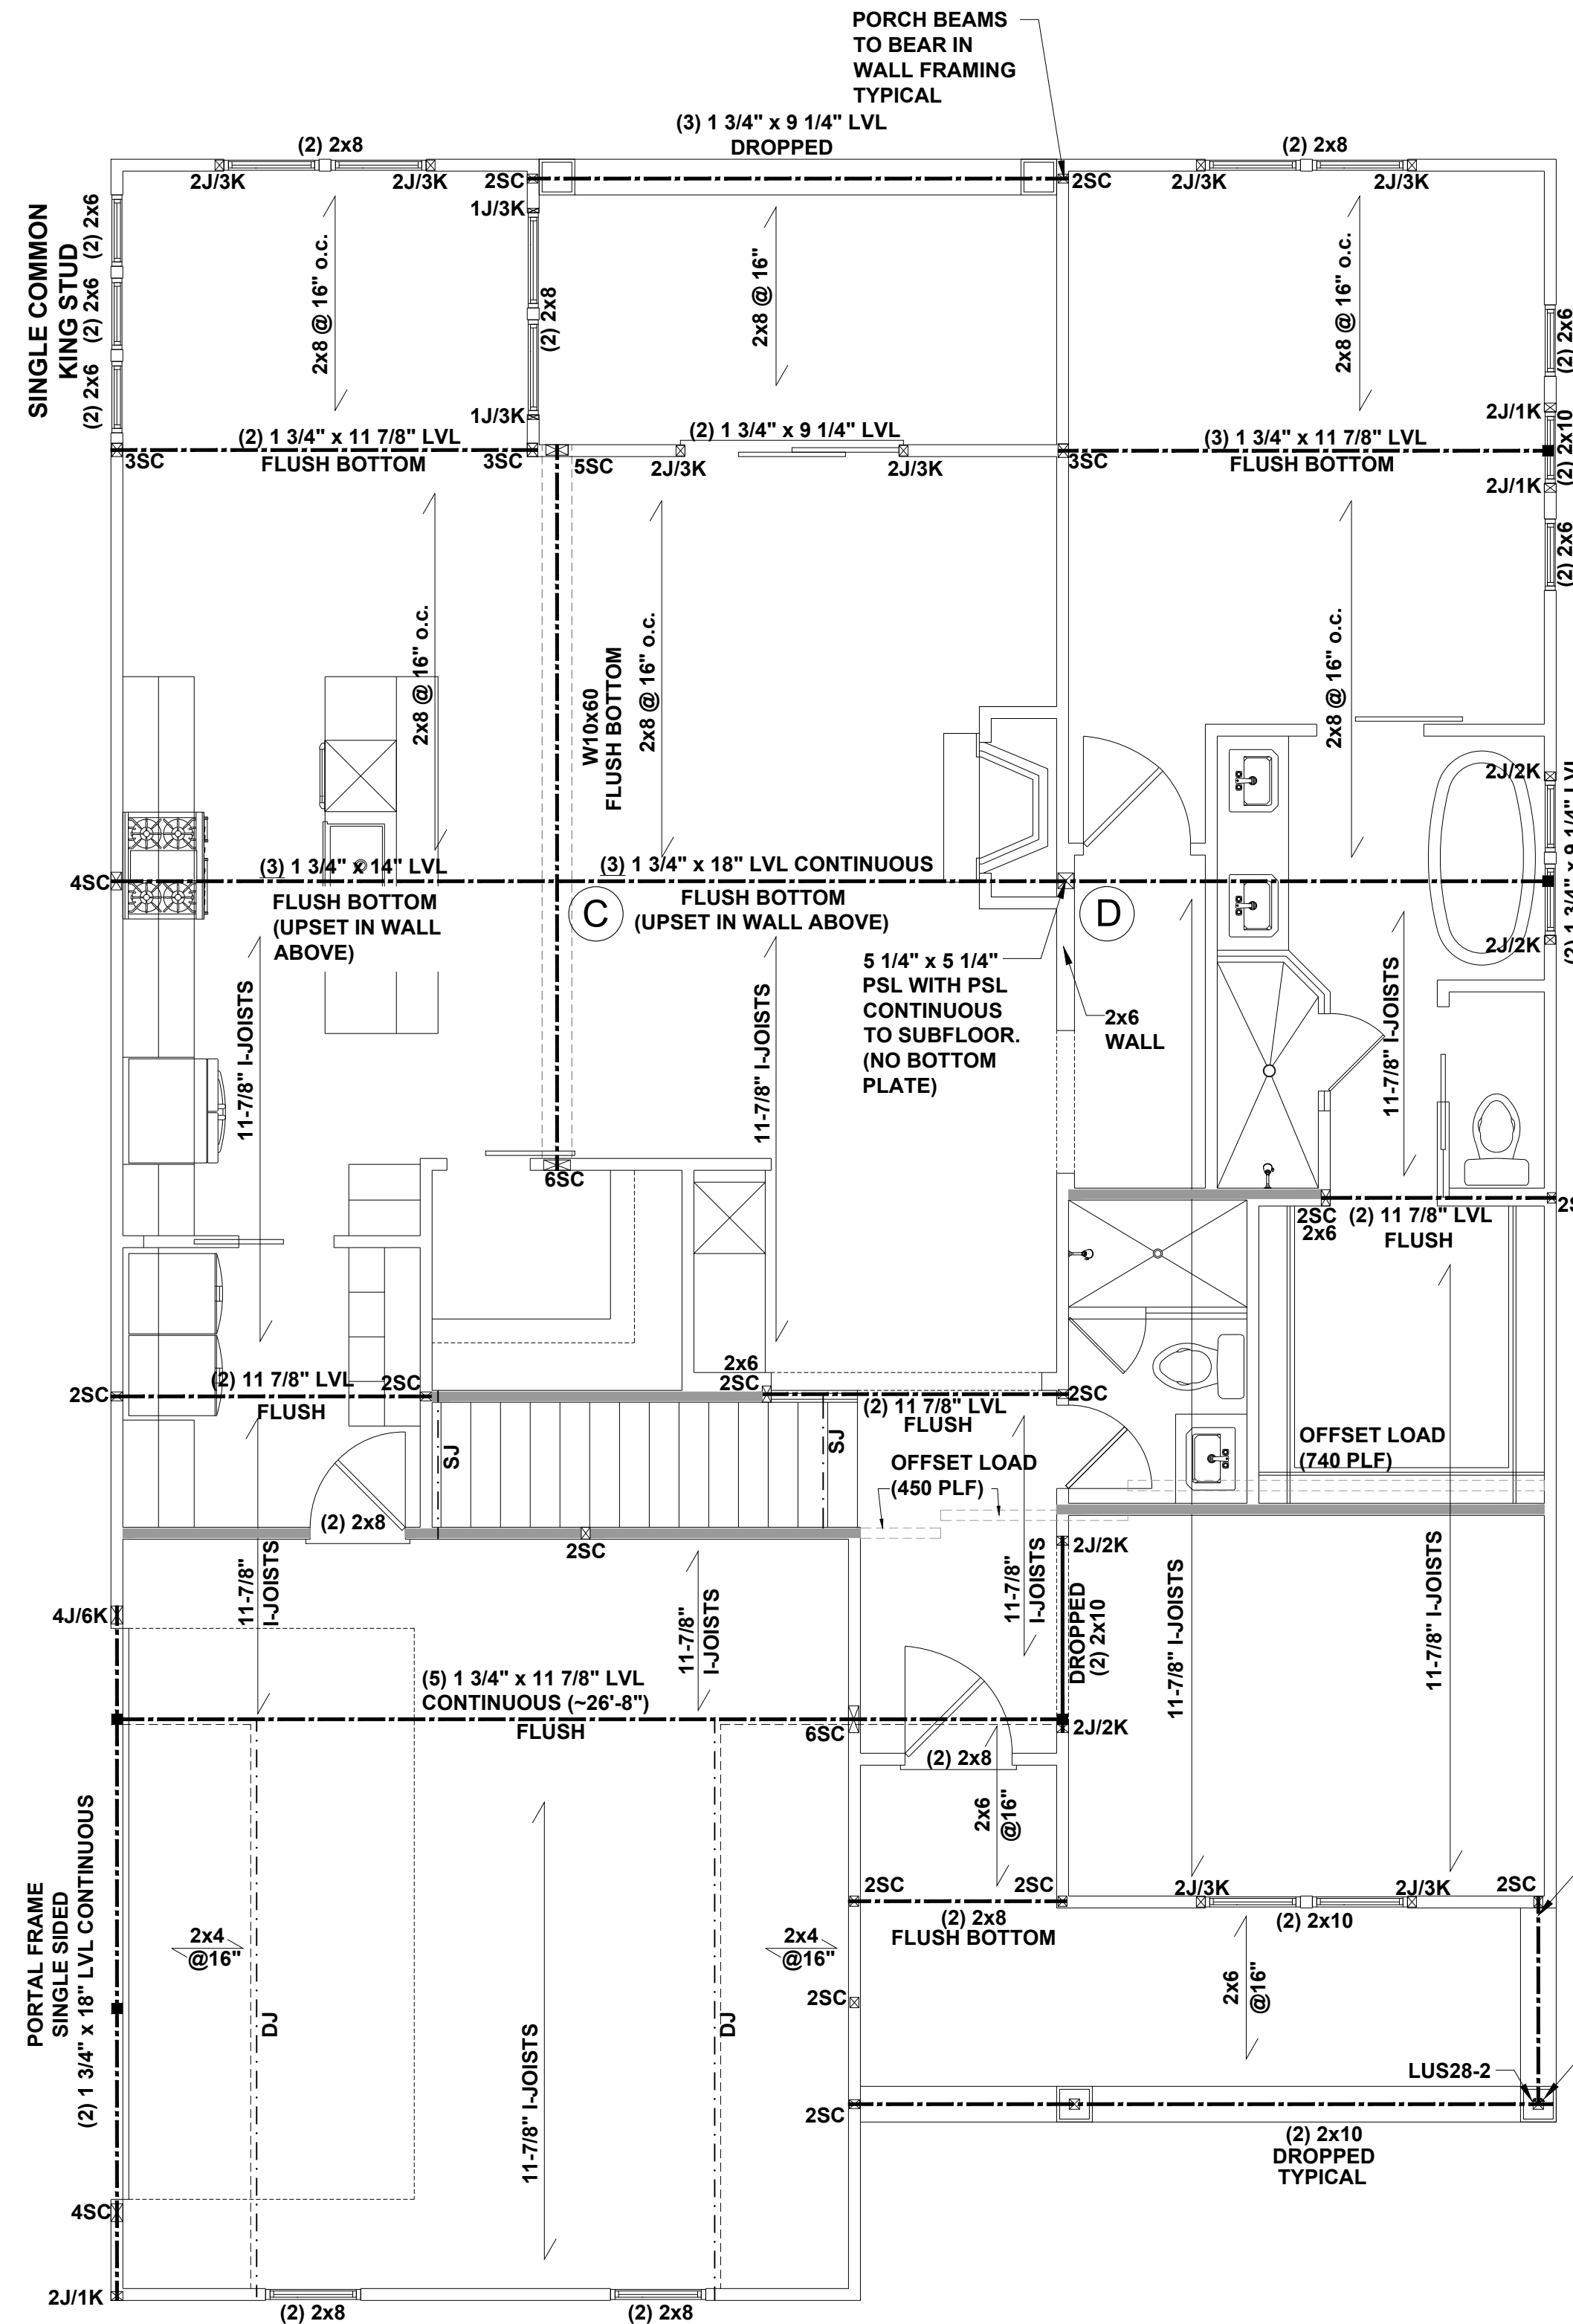 PORCH BEAMS
TO BEAR IN
WALL FRAMING
TYPICAL
(3) 1 3/4" x 9 1/4" LVL
DROPPED
(2) 2x8
(2) 2x8
2J/3K
2J/3K
2SC
2SC
2J/3K
2J/3K
1J/3K
SINGLE COMMON
KING STUD
(2) 2x6
(2) 2x6
(2) 2x6
2x8 @ 16" o.c.
(2) 2x8
2x8 @ 16"
2x8 @ 16" o.c.
(2) 2x6
1J/3K
2J/1K
(2) 2x10
(2) 1 3/4" x 11 7/8" LVL
FLUSH BOTTOM
3SC
3SC
5SC
(2) 1 3/4" x 9 1/4" LVL
2J/3K
2J/3K
3SC
(3) 1 3/4" x 11 7/8" LVL
FLUSH BOTTOM
2J/1K
(2) 2x6
2x8 @ 16" o.c.
W10x60
FLUSH BOTTOM
2x8 @ 16" o.c.
2x8 @ 16" o.c.
2J/2K
4SC
(3) 1 3/4" x 14" LVL
FLUSH BOTTOM
(UPSET IN WALL
ABOVE)
(3) 1 3/4" x 18" LVL CONTINUOUS
FLUSH BOTTOM
(UPSET IN WALL ABOVE)
C
D
2J/2K
(2) 1 3/4" x 9 1/4" LVL
5 1/4" x 5 1/4"
PSL WITH PSL
CONTINUOUS
TO SUBFLOOR.
(NO BOTTOM
PLATE)
2x6
WALL
11-7/8" I-JOISTS
11-7/8" I-JOISTS
11-7/8" I-JOISTS
6SC
2SC
2x6
(2) 11 7/8" LVL
FLUSH
2SC
(2) 11 7/8" LVL
FLUSH
2SC
2x6
2SC
(2) 11 7/8" LVL
FLUSH
2SC
SJ
SJ
OFFSET LOAD
(450 PLF)
OFFSET LOAD
(740 PLF)
(2) 2x8
2SC
2J/2K
11-7/8"
I-JOISTS
11-7/8"
I-JOISTS
11-7/8"
I-JOISTS
DROPPED
(2) 2x10
11-7/8" I-JOISTS
11-7/8" I-JOISTS
4J/6K
(5) 1 3/4" x 11 7/8" LVL
CONTINUOUS (~26'-8")
FLUSH
6SC
2J/2K
(2) 2x8
2x6
@16"
PORTAL FRAME
SINGLE SIDED
(2) 1 3/4" x 18" LVL CONTINUOUS
2x4
@16"
2x4
@16"
2SC
2SC
(2) 2x8
FLUSH BOTTOM
2J/3K
2J/3K
2SC
(2) 2x10
2x6
@16"
2SC
DJ
DJ
11-7/8" I-JOISTS
LUS28-2
2SC
(2) 2x10
DROPPED
TYPICAL
4SC
2J/1K
(2) 2x8
(2) 2x8